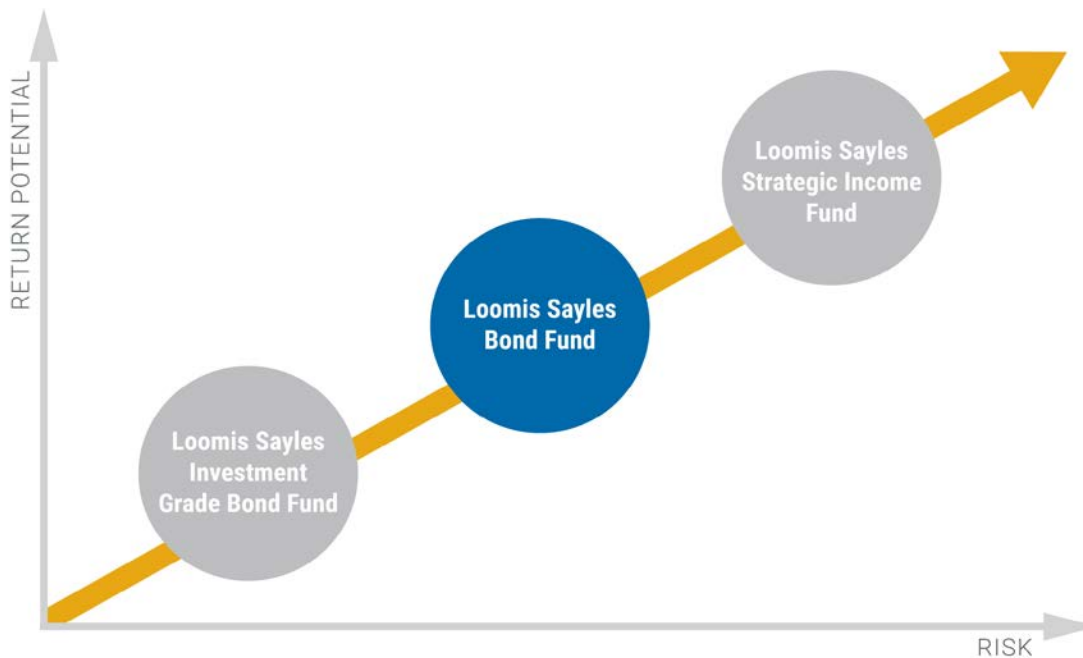 RETURN POTENTIAL
Loomis Sayles
Strategic Income
Fund
Loomis Sayles
Bond Fund
Loomis Sayles
Investment
Grade Bond Fund
RISK